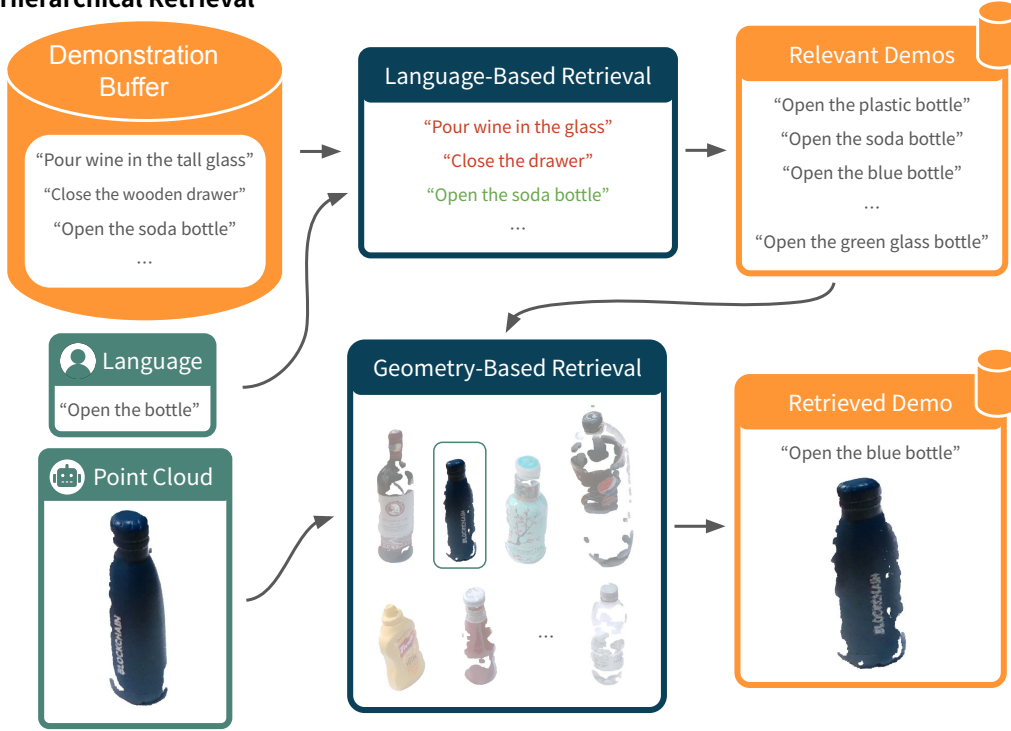 Hierarchical Retrieval
Demonstration
Buffer
“Pour wine in the tall glass”
“Close the wooden drawer”
“Open the soda bottle”
...
Language-Based Retrieval
“Pour wine in the glass”
“Close the drawer”
“Open the soda bottle”
...
Relevant Demos
“Open the plastic bottle”
“Open the soda bottle”
“Open the blue bottle”
...
“Open the green glass bottle”
Language
“Open the bottle”
Point Cloud
BLOCKCHAIN
Geometry-Based Retrieval
BLOCKCHAIN
...
Retrieved Demo
“Open the blue bottle”
BLOCKCHAIN